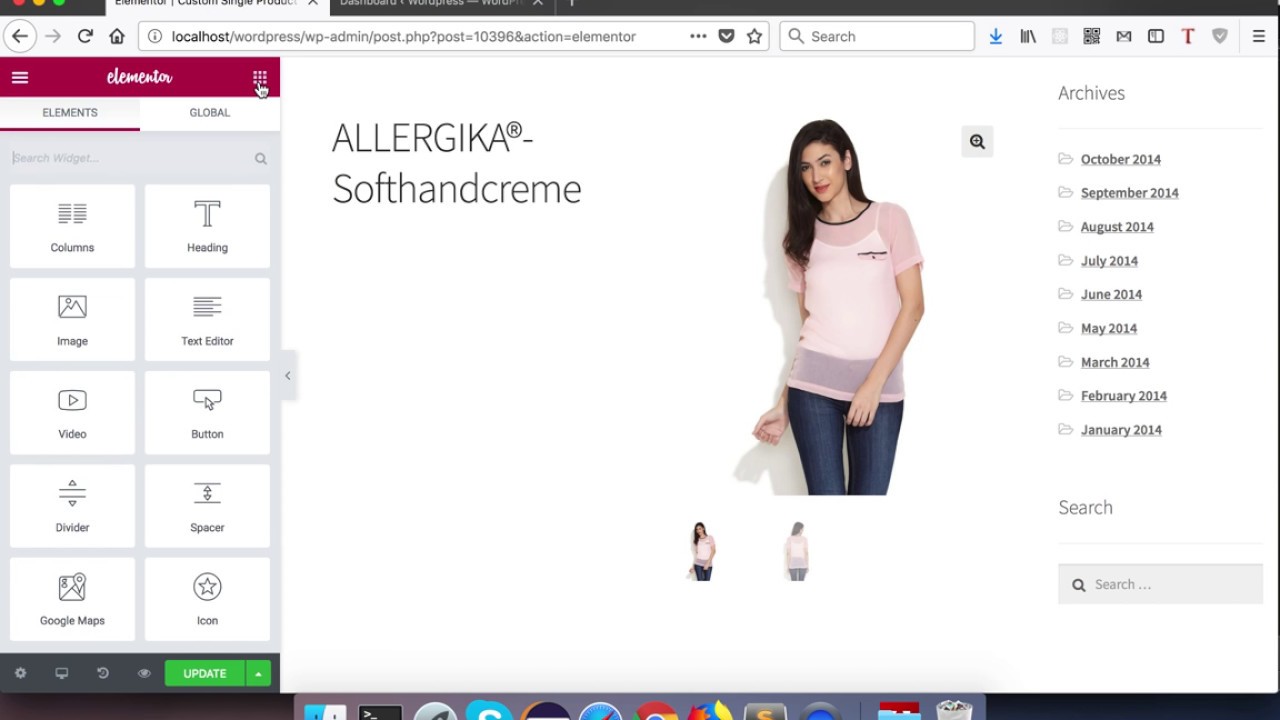 Elementor | Custom Single Product
Dashboard ‹ Wordpress — WordPr
localhost/wordpress/wp-admin/post.php?post=10396&action=elementor
Search
elementor
ELEMENTS
GLOBAL
Search Widget...
Columns
Heading
Image
Text Editor
Video
Button
Divider
Spacer
Google Maps
Icon
UPDATE
ALLERGIKA®-
Softhandcreme
Archives
October 2014
September 2014
August 2014
July 2014
June 2014
May 2014
March 2014
February 2014
January 2014
Search
Search …